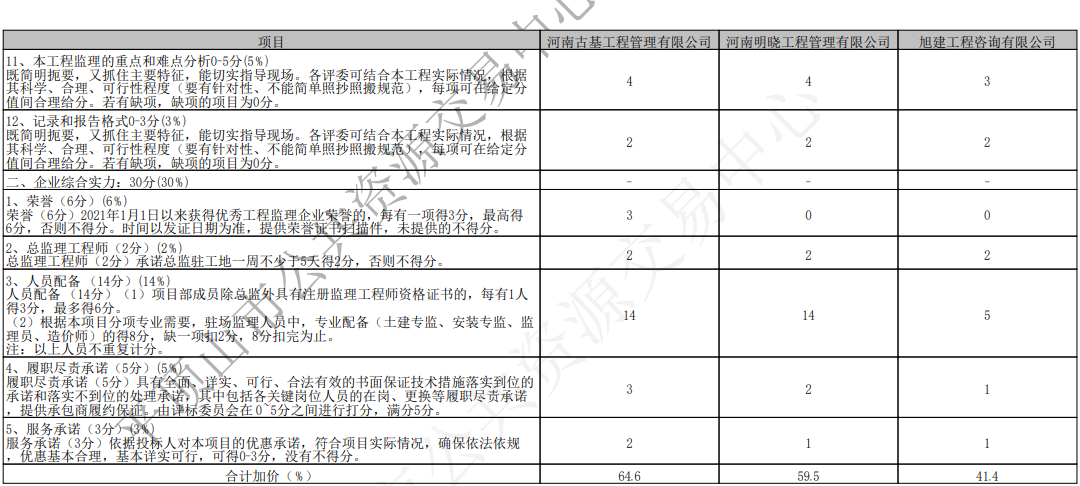 项目 河南古基工程管理有限公司 河南明晓工程管理有限公司 旭建工程咨询有限公司
11、本工程监理的重点和难点分析0-5分(5%)
既简明扼要，又抓住主要特征，能切实指导现场。各评委可结合本工程实际情况，根据
其科学、合理、可行性程度（要有针对性、不能简单照抄照搬规范），每项可在给定分
值间合理给分。若有缺项，缺项的项目为0分。
4 4 3
12、记录和报告格式0-3分(3%)
既简明扼要，又抓住主要特征，能切实指导现场。各评委可结合本工程实际情况，根据
其科学、合理、可行性程度（要有针对性、不能简单照抄照搬规范），每项可在给定分
值间合理给分。若有缺项，缺项的项目为0分。
2 2 2
二、企业综合实力：30分(30%) - - -
1、荣誉（6分）(6%)
荣誉（6分）2021年1月1日以来获得优秀工程监理企业荣誉的，每有一项得3分，最高得
6分，否则不得分。时间以发证日期为准，提供荣誉证书扫描件，未提供的不得分。
3 0 0
2、总监理工程师（2分）(2%)
总监理工程师（2分）承诺总监驻工地一周不少于5天得2分，否则不得分。
2 2 2
3、人员配备（14分）(14%)
人员配备（14分）（1）项目部成员除总监外具有注册监理工程师资格证书的，每有1人
得3分，最多得6分。
（2）根据本项目分项专业需要，驻场监理人员中，专业配备（土建专监、安装专监、监
理员、造价师）的得8分，缺一项扣2分，8分扣完为止。
注：以上人员不重复计分。
14 14 5
4、履职尽责承诺（5分）(5%)
履职尽责承诺（5分）具有全面、详实、可行、合法有效的书面保证技术措施落实到位的
承诺和落实不到位的处理承诺，其中包括各关键岗位人员的在岗、更换等履职尽责承诺
，提供承包商履约保证。由评标委员会在0~5分之间进行打分，满分5分。
3 2 1
5、服务承诺（3分）(3%)
服务承诺（3分）依据投标人对本项目的优惠承诺，符合项目实际情况，确保依法依规
，优惠基本合理，基本详实可行，可得0-3分，没有不得分。
2 1 1
合计加价（%） 64.6 59.5 41.4
平顶山市公共资源交易中心
市公共资源交易中心